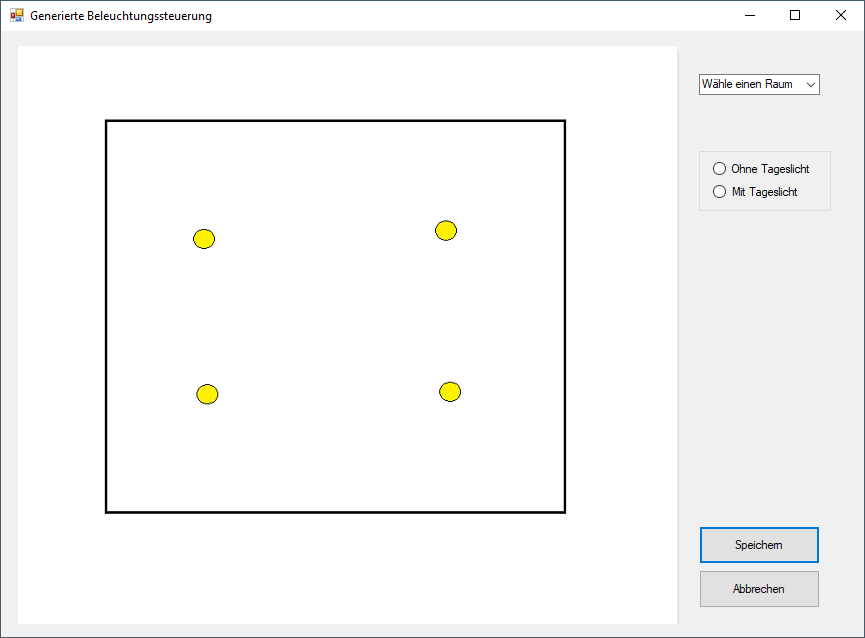 Generierte Beleuchtungssteuerung
Wähle einen Raum
Ohne Tageslicht
Mit Tageslicht
Speichern
Abbrechen